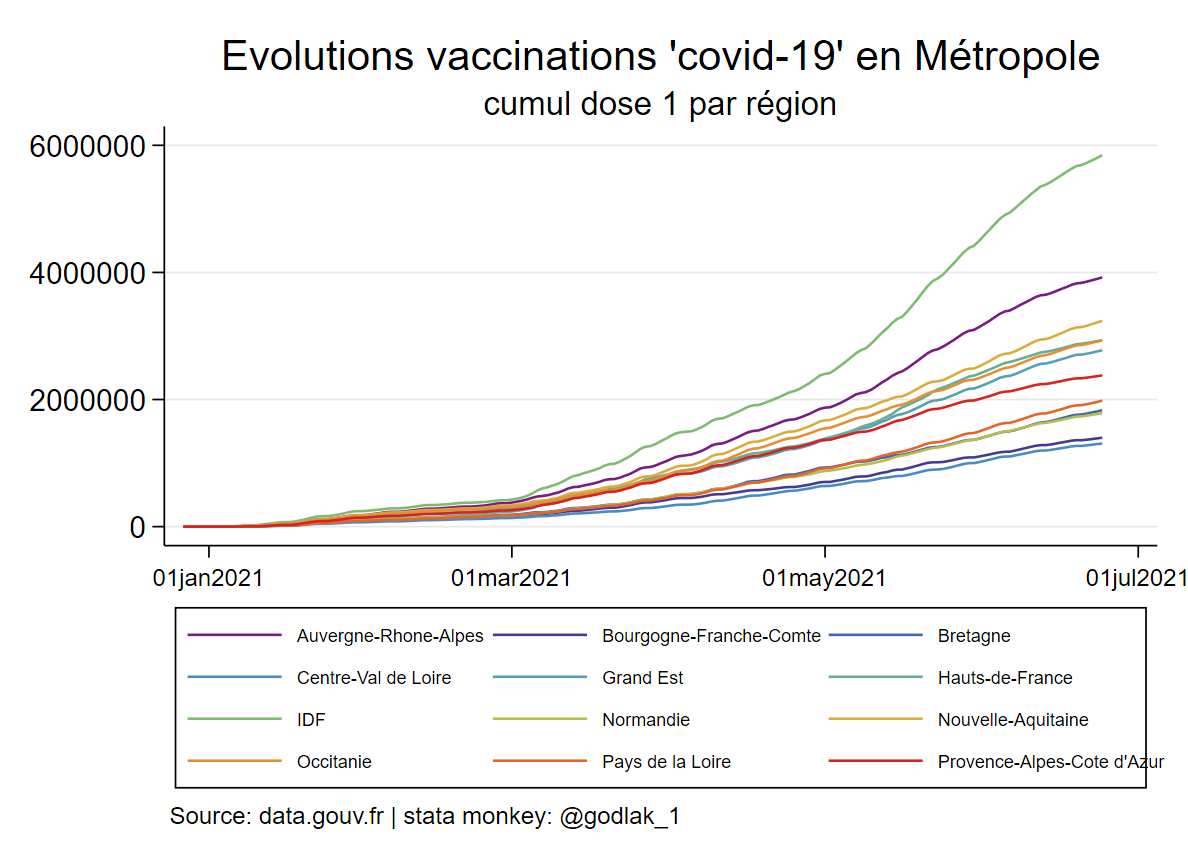 Evolutions vaccinations 'covid-19' en Métropole
cumul dose 1 par région
6000000
4000000
2000000
0
01jan2021 01mar2021 01may2021 01jul2021
Auvergne-Rhone-Alpes Bourgogne-Franche-Comte Bretagne
Centre-Val de Loire Grand Est Hauts-de-France
IDF Normandie Nouvelle-Aquitaine
Occitanie Pays de la Loire Provence-Alpes-Cote d'Azur
Source: data.gouv.fr | stata monkey: @godlak_1